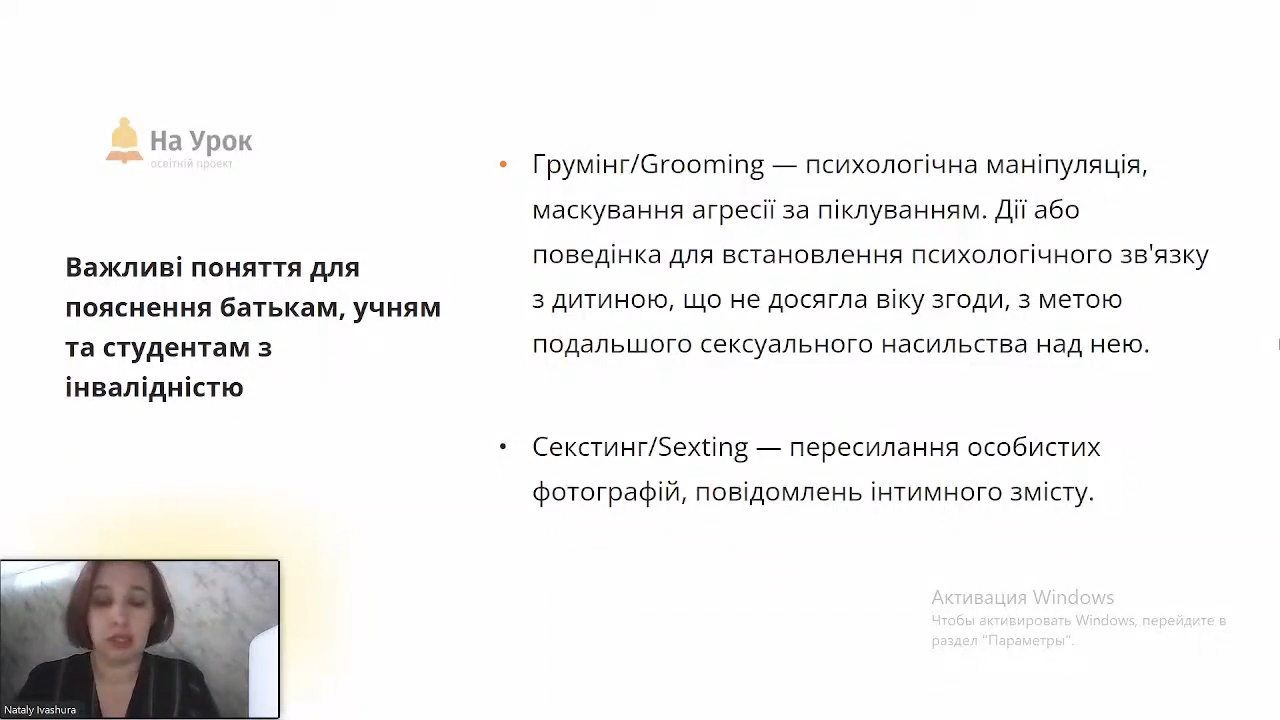 На Урок
освітній проект
Важливі поняття для
пояснення батькам, учням
та студентам з
інвалідністю
• Грумінг/Grooming — психологічна маніпуляція,
маскування агресії за піклуванням. Дії або
поведінка для встановлення психологічного зв'язку
з дитиною, що не досягла віку згоди, з метою
подальшого сексуального насильства над нею.
• Секстинг/Sexting — пересилання особистих
фотографій, повідомлень інтимного змісту.
Активация Windows
Чтобы активировать Windows, перейдите в
раздел "Параметры".
Nataly Ivashura